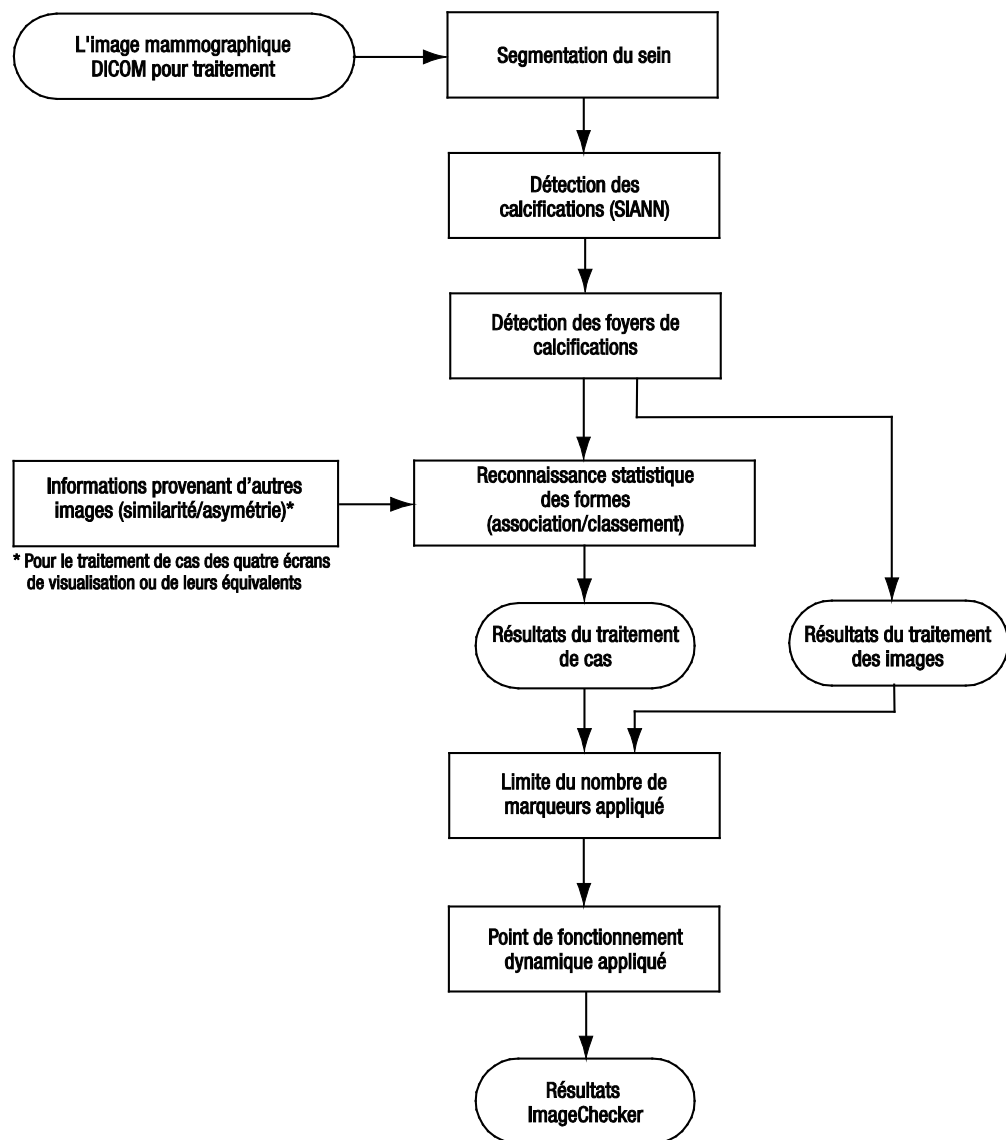 L'image mammographique
DICOM pour traitement
Segmentation du sein
Détection des
calcifications (SIANN)
Détection des foyers de
calcifications
Informations provenant d'autres
images (similarité/asymétrie)*
* Pour le traitement de cas des quatre écrans
de visualisation ou de leurs équivalents
Reconnaissance statistique
des formes
(association/classement)
Résultats du traitement
de cas
Résultats du traitement
des images
Limite du nombre de
marqueurs appliqué
Point de fonctionnement
dynamique appliqué
Résultats
ImageChecker